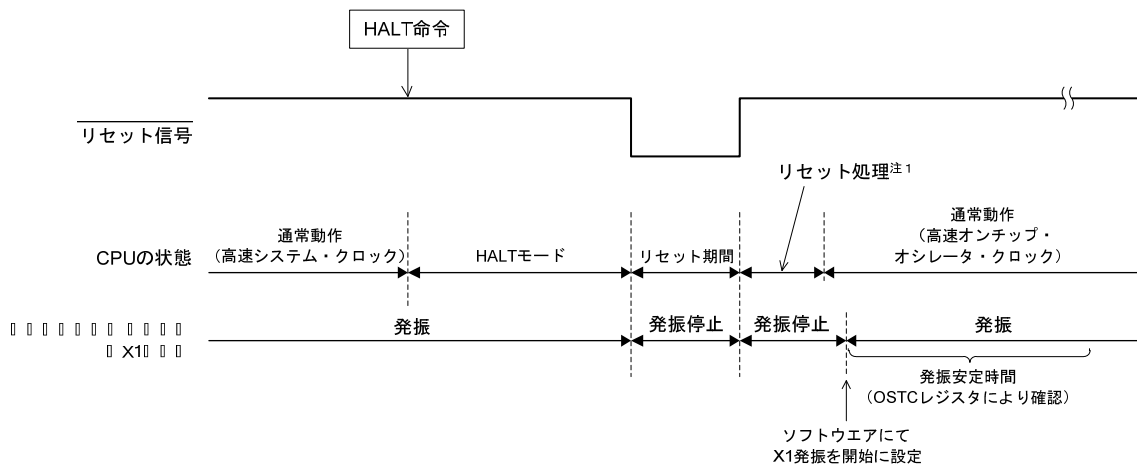 HALT命令
リセット信号
リセット処理注1
CPUの状態
通常動作
(高速システム・クロック)
HALTモード
リセット期間
通常動作
(高速オンチップ・
オシレータ・クロック)
X1
発振
発振停止
発振停止
発振
発振安定時間
(OSTCレジスタにより確認)
ソフトウエアにて
X1発振を開始に設定